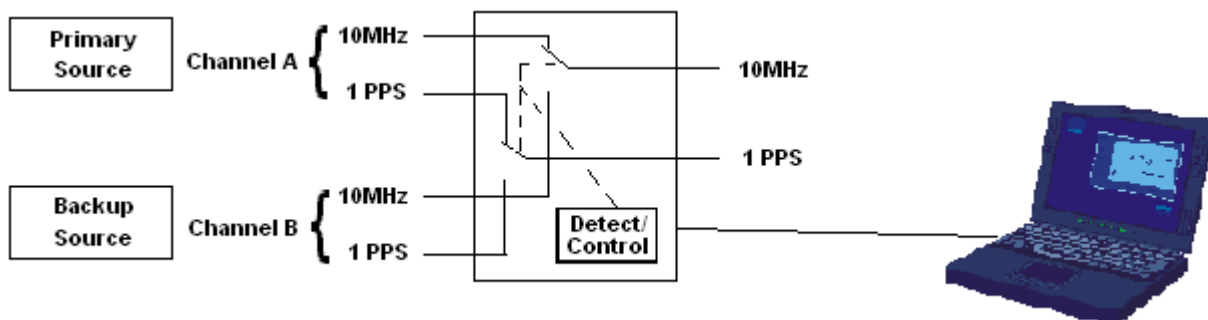 Primary
Source
Channel A
10MHz
1 PPS
10MHz
1 PPS
Backup
Source
Channel B
10MHz
1 PPS
Detect/
Control